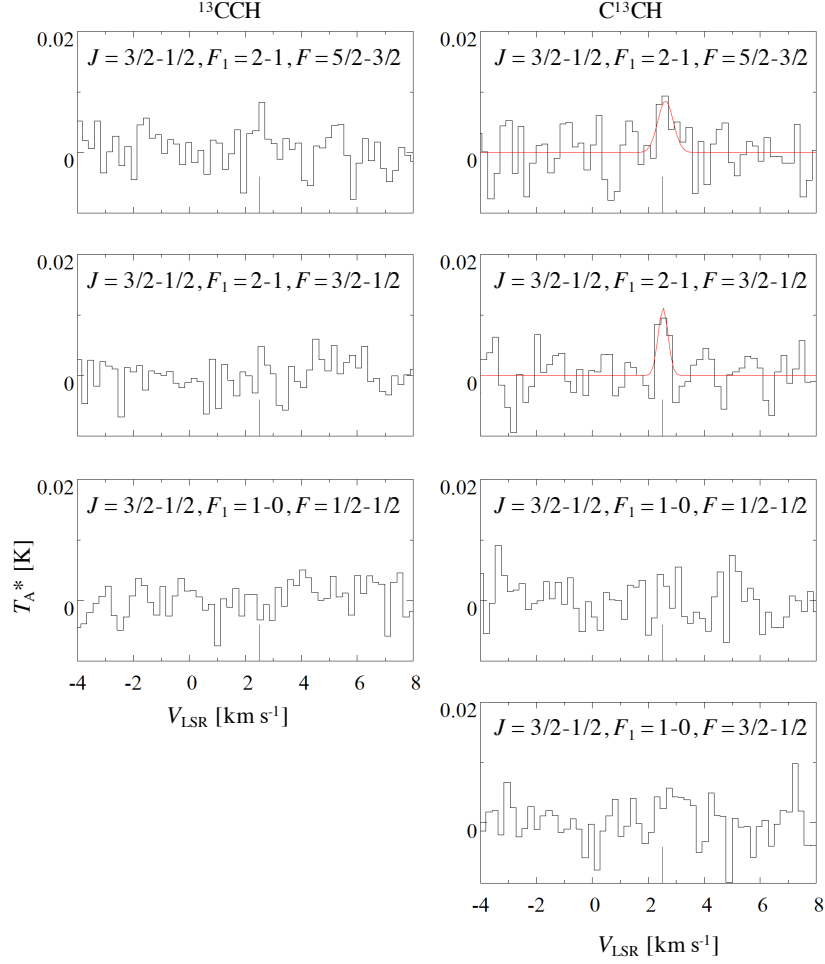 ¹³CCH
C¹³CH
0.02
J = 3/2-1/2, F₁ = 2-1, F = 5/2-3/2
0
J = 3/2-1/2, F₁ = 2-1, F = 5/2-3/2
0
0.02
J = 3/2-1/2, F₁ = 2-1, F = 3/2-1/2
0
0.02
J = 3/2-1/2, F₁ = 2-1, F = 3/2-1/2
0
0.02
J = 3/2-1/2, F₁ = 1-0, F = 1/2-1/2
0
T_A* [K]
-4 -2 0 2 4 6 8
V_LSR [km s⁻¹]
0.02
J = 3/2-1/2, F₁ = 1-0, F = 1/2-1/2
0
0.02
J = 3/2-1/2, F₁ = 1-0, F = 3/2-1/2
0
-4 -2 0 2 4 6 8
V_LSR [km s⁻¹]